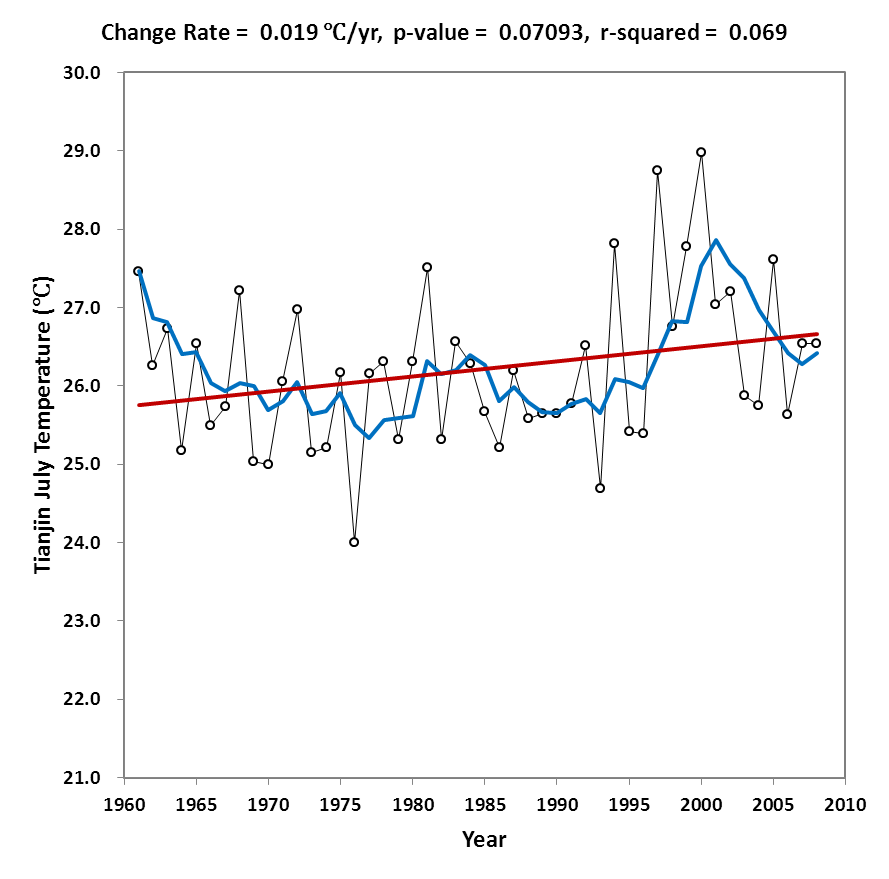 Change Rate = 0.019 ℃/yr, p-value = 0.07093, r-squared = 0.069
30.0
29.0
28.0
27.0
26.0
25.0
24.0
23.0
22.0
21.0
Tianjin July Temperature (℃)
1960 1965 1970 1975 1980 1985 1990 1995 2000 2005 2010
Year